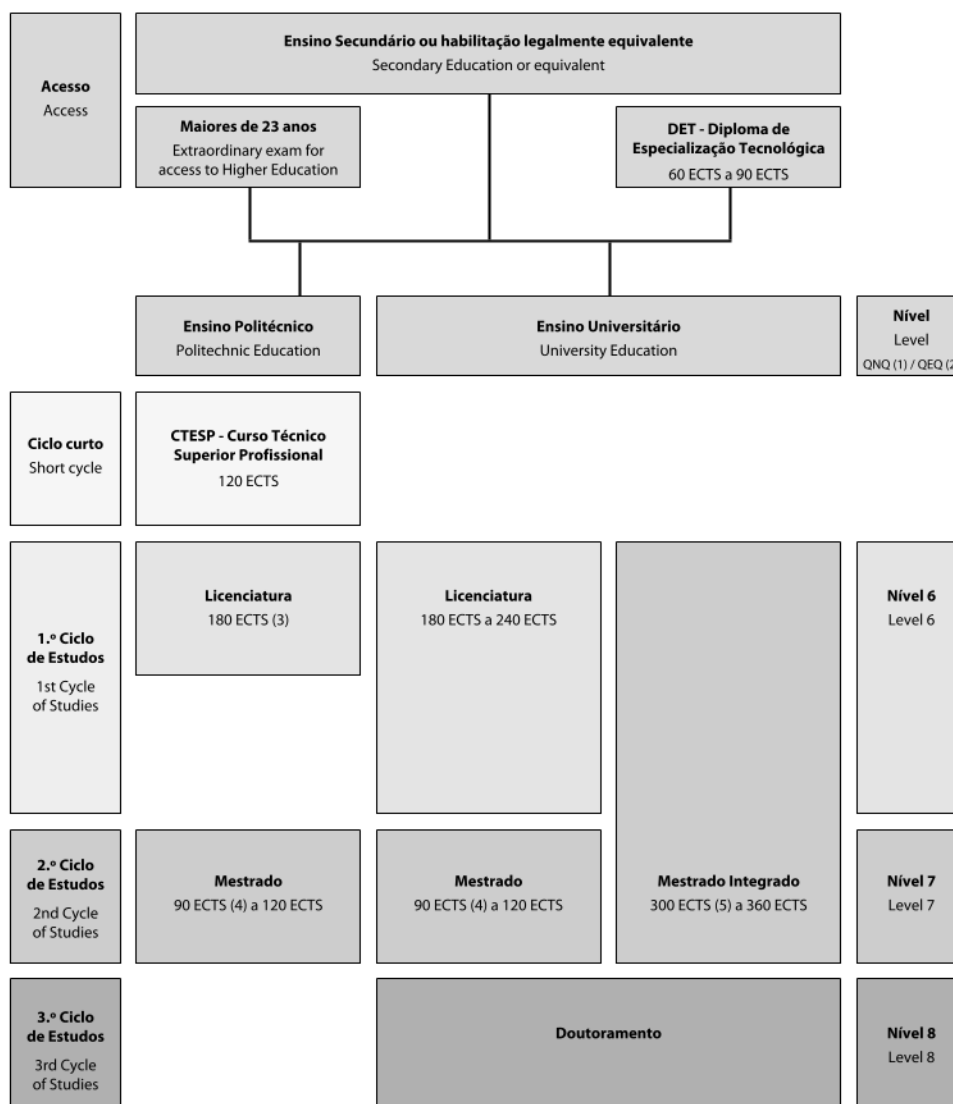 Acesso
Access
Ensino Secundário ou habilitação legalmente equivalente
Secondary Education or equivalent
Maiores de 23 anos
Extraordinary exam for
access to Higher Education
DET - Diploma de
Especialização Tecnológica
60 ECTS a 90 ECTS
Ensino Politécnico
Politechnic Education
Ensino Universitário
University Education
Nível
Level
QNQ (1) / QEQ (2
Ciclo curto
Short cycle
CTESP - Curso Técnico
Superior Profissional
120 ECTS
1.º Ciclo
de Estudos
1st Cycle
of Studies
Licenciatura
180 ECTS (3)
Licenciatura
180 ECTS a 240 ECTS
Nível 6
Level 6
2.º Ciclo
de Estudos
2nd Cycle
of Studies
Mestrado
90 ECTS (4) a 120 ECTS
Mestrado
90 ECTS (4) a 120 ECTS
Mestrado Integrado
300 ECTS (5) a 360 ECTS
Nível 7
Level 7
3.º Ciclo
de Estudos
3rd Cycle
of Studies
Doutoramento
Nível 8
Level 8